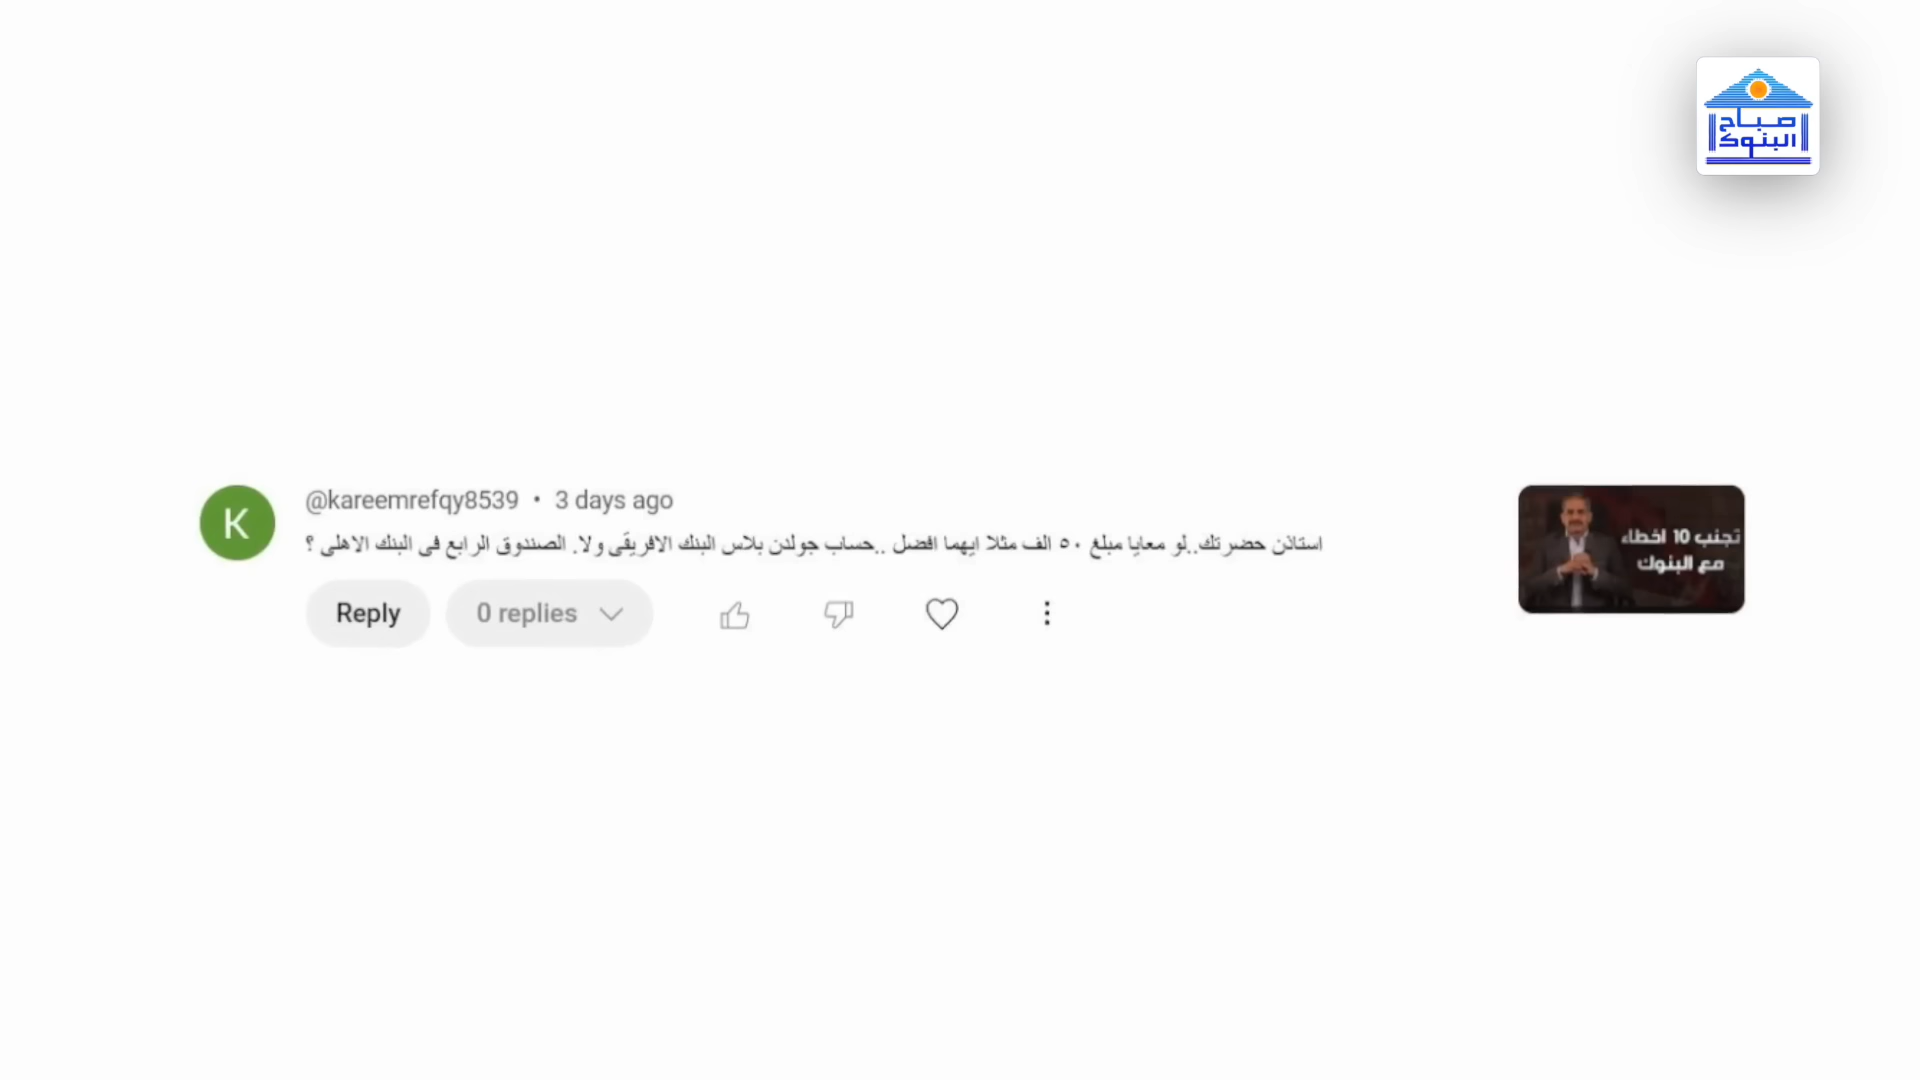 صباح
البنوك
K
@kareemrefqy8539 • 3 days ago
استاذن حضرتك..لو معايا مبلغ ٥٠ الف مثلا ايهما افضل ..حساب جولدن بلاس البنك الافريقى ولا. الصندوق الرابع فى البنك الاهلى ؟
تجنب 10 اخطاء
مع البنوك
Reply
0 replies